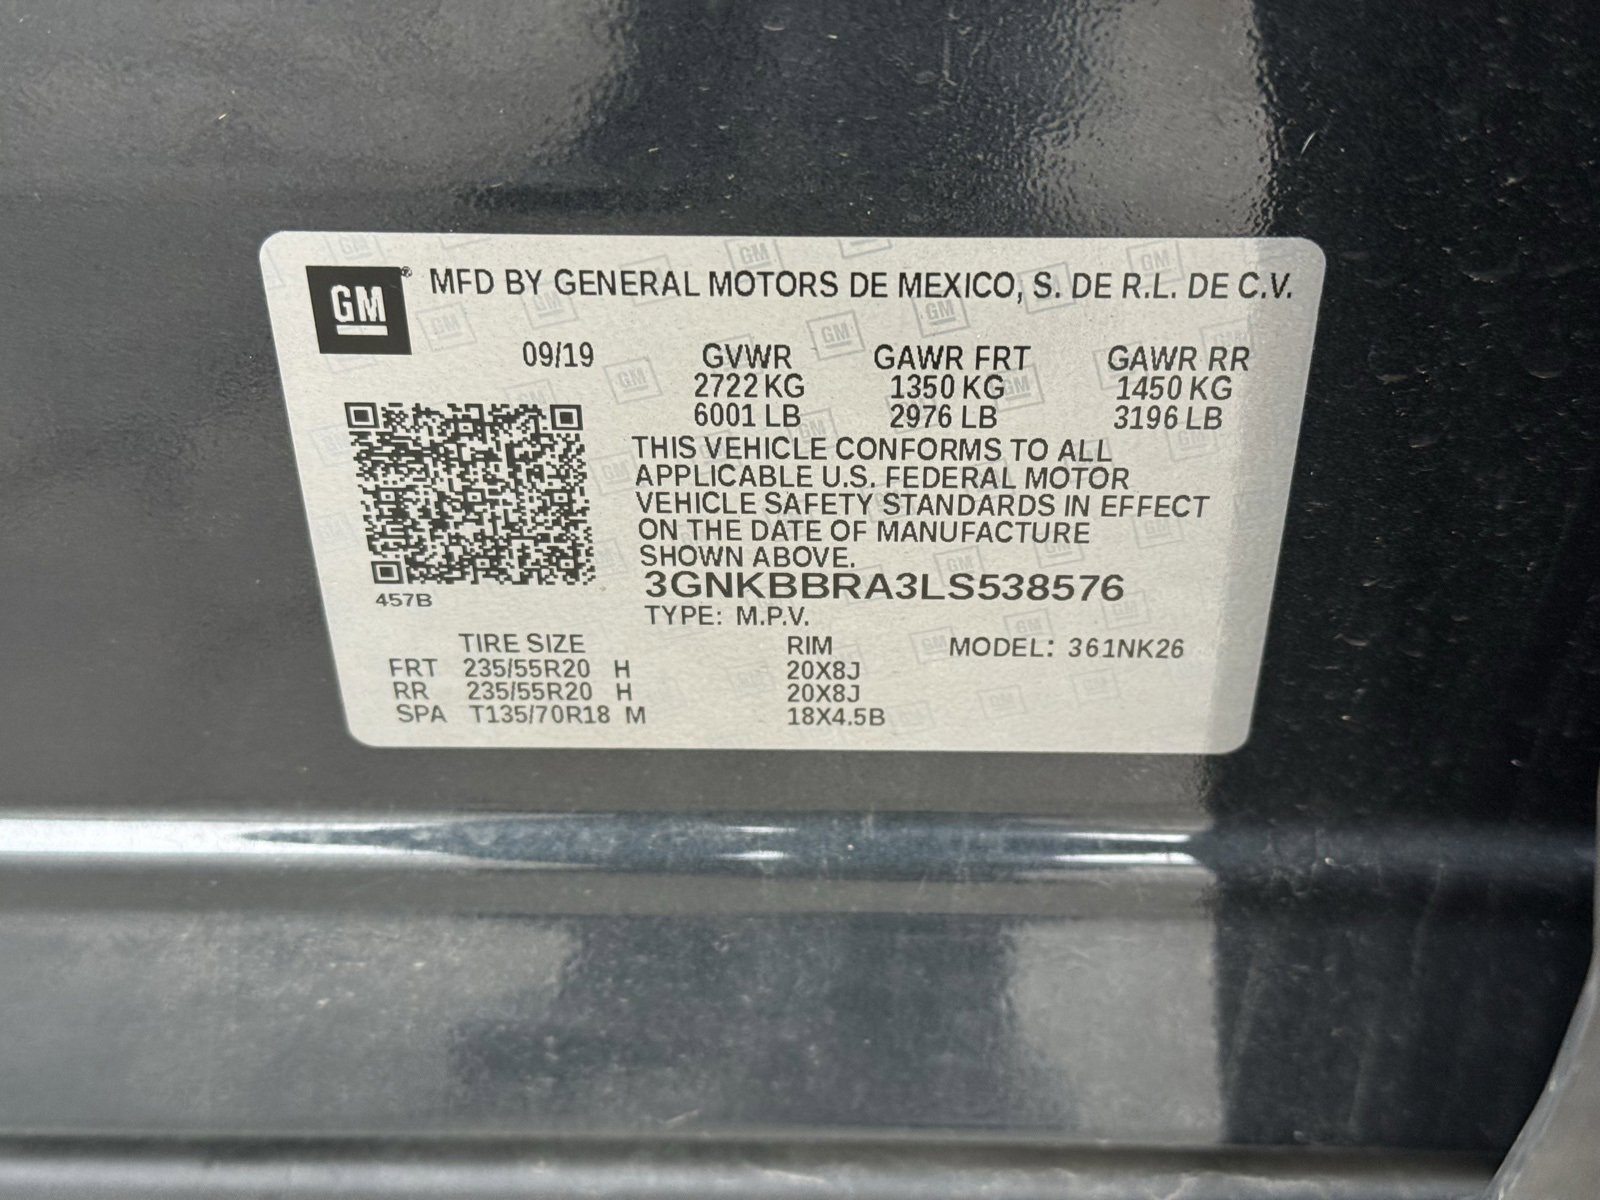 GM® MFD BY GENERAL MOTORS DE MEXICO, S. DE R.L. DE C.V.
09/19 GVWR GAWR FRT GAWR RR
2722 KG 1350 KG 1450 KG
6001 LB 2976 LB 3196 LB
THIS VEHICLE CONFORMS TO ALL
APPLICABLE U.S. FEDERAL MOTOR
VEHICLE SAFETY STANDARDS IN EFFECT
ON THE DATE OF MANUFACTURE
SHOWN ABOVE.
3GNKBBRA3LS538576
457B
TYPE: M.P.V.
TIRE SIZE RIM MODEL: 361NK26
FRT 235/55R20 H 20X8J
RR 235/55R20 H 20X8J
SPA T135/70R18 M 18X4.5B